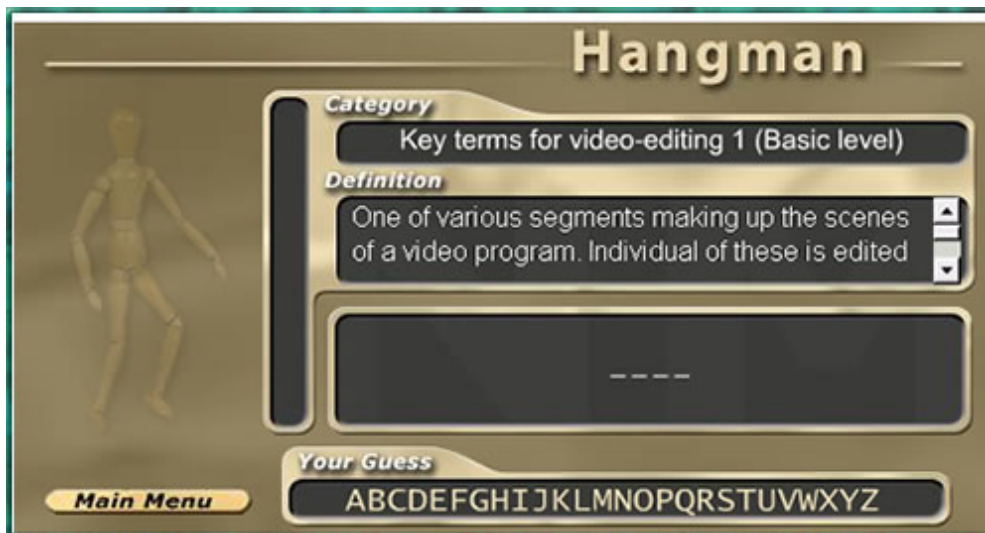 Hangman
Category
Key terms for video-editing 1 (Basic level)
Definition
One of various segments making up the scenes
of a video program. Individual of these is edited
_ _ _ _
Your Guess
Main Menu
ABCDEFGHIJKLMNOPQRSTUVWXYZ